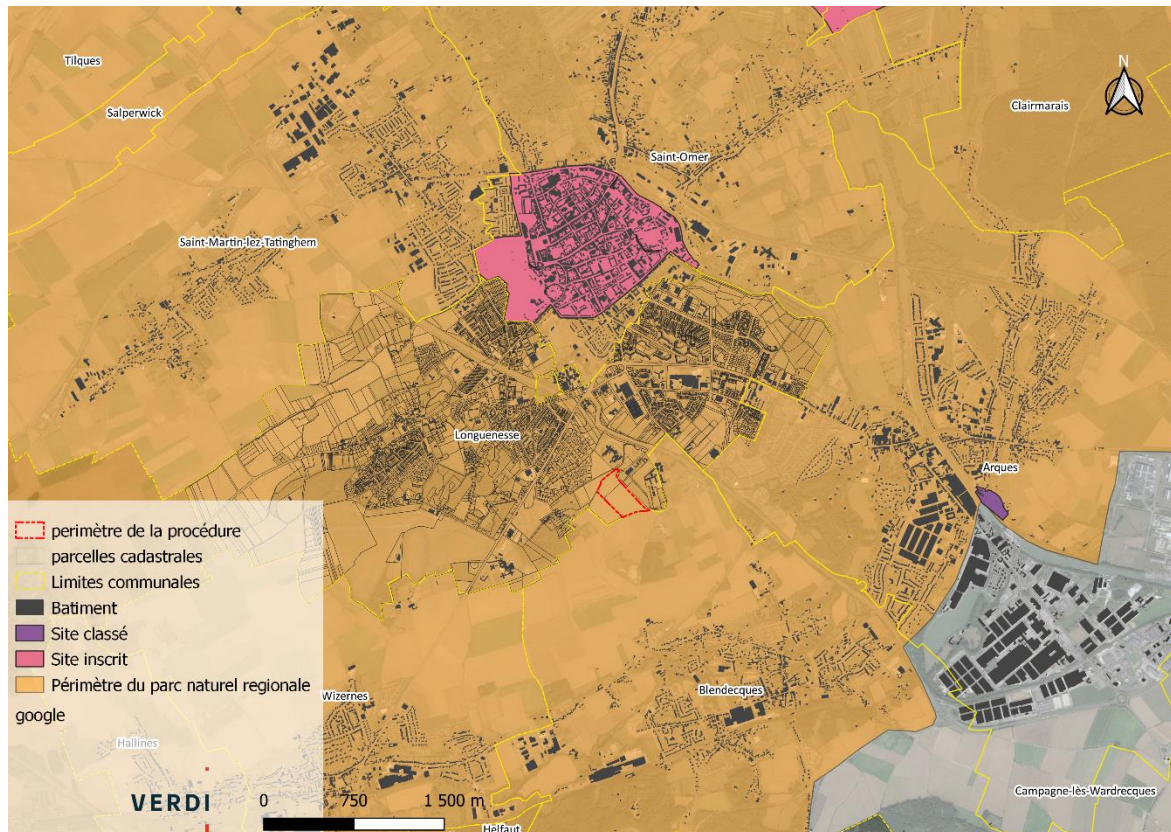 Tilques
Salperwick
N
Clairmarais
Saint-Omer
Saint-Martin-lez-Tatinghem
Longuenesse
Arques
perimètre de la procédure
parcelles cadastrales
Limites communales
Batiment
Site classé
Site inscrit
Périmètre du parc naturel regionale
google
Wizernes
Blendecques
Hallines
Campagne-lès-Wardrecques
VERDI
0 750 1 500 m
Helfaut